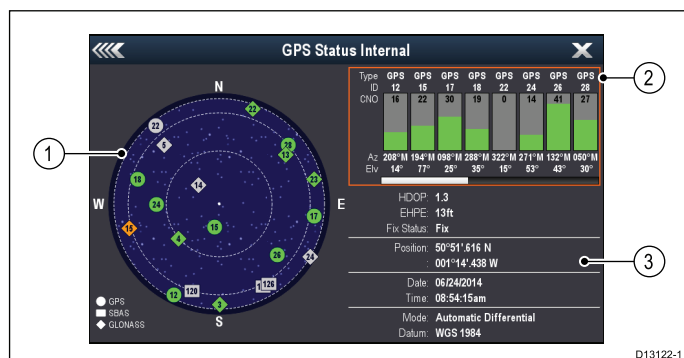 GPS Status Internal
N
W
E
S
22
22
5
28
13
18
14
23
24
17
15
15
4
26
24
12
120
126
3
GPS
SBAS
GLONASS
Type GPS GPS GPS GPS GPS GPS GPS GPS
ID 12 15 17 18 22 24 26 28
CNO 16 22 30 19 0 14 41 27
Az 208°M 194°M 098°M 288°M 322°M 271°M 132°M 050°M
Elv 14° 77° 25° 35° 15° 53° 43° 30°
HDOP: 1.3
EHPE: 13ft
Fix Status: Fix
Position: 50°51'.616 N
: 001°14'.438 W
Date: 06/24/2014
Time: 08:54:15am
Mode: Automatic Differential
Datum: WGS 1984
1
2
3
D13122-1